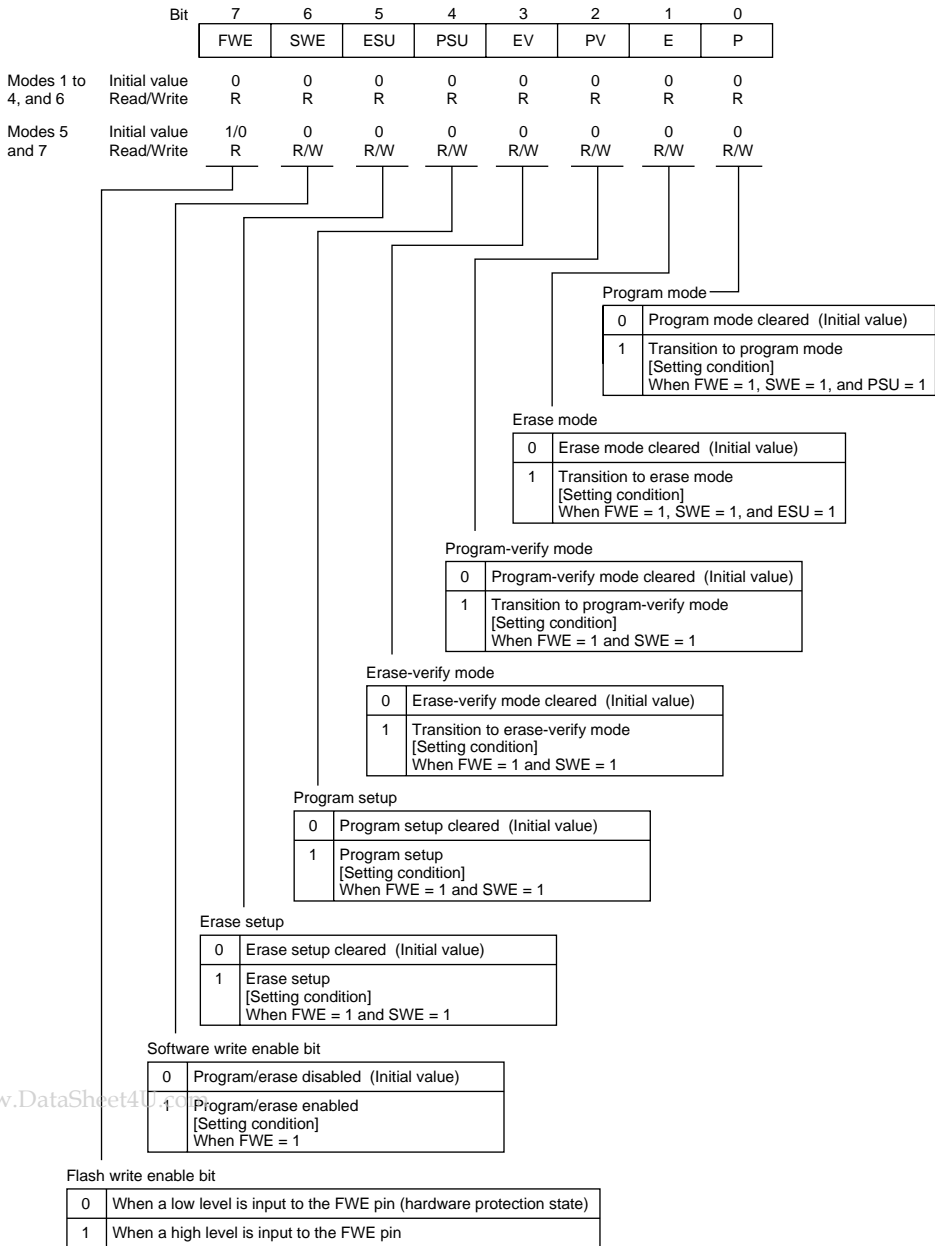 Bit 7 6 5 4 3 2 1 0
FWE SWE ESU PSU EV PV E P
Modes 1 to 4, and 6 Initial value 0 0 0 0 0 0 0 0
Read/Write R R R R R R R R
Modes 5 and 7 Initial value 1/0 0 0 0 0 0 0 0
Read/Write R R/W R/W R/W R/W R/W R/W R/W
Program mode
0 Program mode cleared (Initial value)
1 Transition to program mode
[Setting condition]
When FWE = 1, SWE = 1, and PSU = 1
Erase mode
0 Erase mode cleared (Initial value)
1 Transition to erase mode
[Setting condition]
When FWE = 1, SWE = 1, and ESU = 1
Program-verify mode
0 Program-verify mode cleared (Initial value)
1 Transition to program-verify mode
[Setting condition]
When FWE = 1 and SWE = 1
Erase-verify mode
0 Erase-verify mode cleared (Initial value)
1 Transition to erase-verify mode
[Setting condition]
When FWE = 1 and SWE = 1
Program setup
0 Program setup cleared (Initial value)
1 Program setup
[Setting condition]
When FWE = 1 and SWE = 1
Erase setup
0 Erase setup cleared (Initial value)
1 Erase setup
[Setting condition]
When FWE = 1 and SWE = 1
Software write enable bit
0 Program/erase disabled (Initial value)
w.DataSheet4U.com
1 Program/erase enabled
[Setting condition]
When FWE = 1
Flash write enable bit
0 When a low level is input to the FWE pin (hardware protection state)
1 When a high level is input to the FWE pin